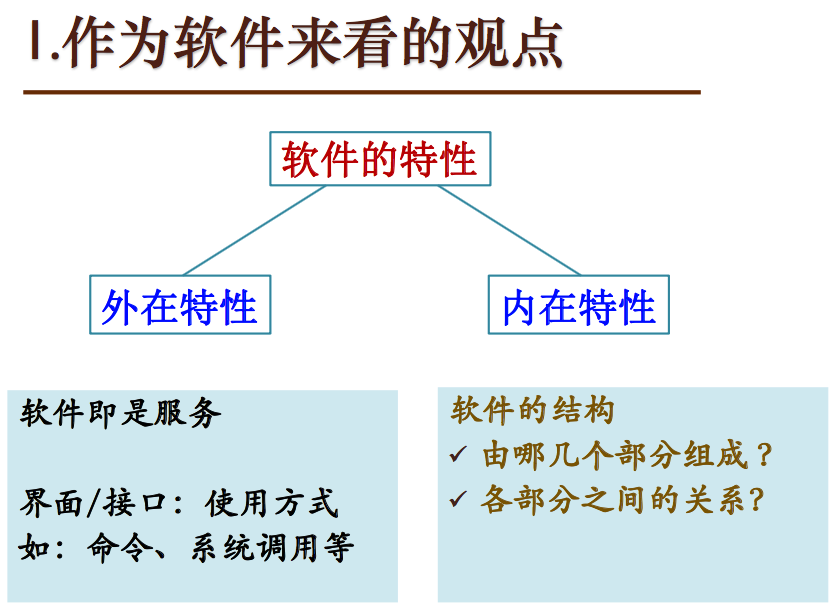 1.作为软件来看的观点
软件的特性
外在特性
内在特性
软件即是服务
界面/接口：使用方式
如：命令、系统调用等
软件的结构
✓ 由哪几个部分组成？
✓ 各部分之间的关系?